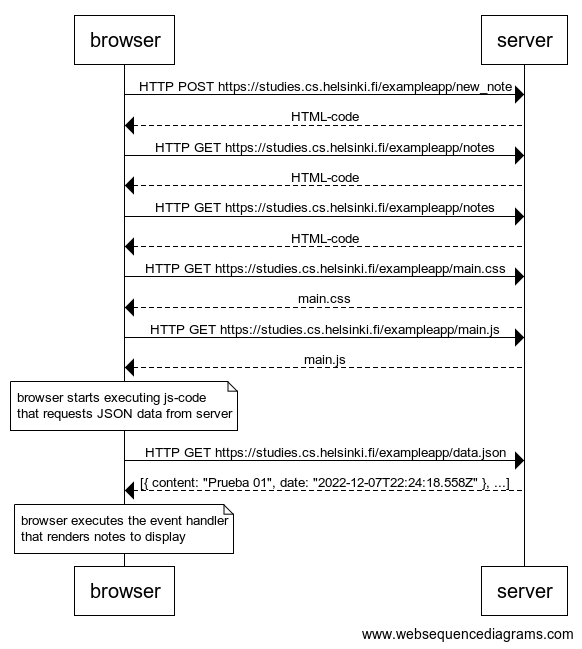 browser
server
HTTP POST https://studies.cs.helsinki.fi/exampleapp/new_note
HTML-code
HTTP GET https://studies.cs.helsinki.fi/exampleapp/notes
HTML-code
HTTP GET https://studies.cs.helsinki.fi/exampleapp/notes
HTML-code
HTTP GET https://studies.cs.helsinki.fi/exampleapp/main.css
main.css
HTTP GET https://studies.cs.helsinki.fi/exampleapp/main.js
main.js
browser starts executing js-code
that requests JSON data from server
HTTP GET https://studies.cs.helsinki.fi/exampleapp/data.json
[{ content: "Prueba 01", date: "2022-12-07T22:24:18.558Z" }, ...]
browser executes the event handler
that renders notes to display
browser
server
www.websequencediagrams.com